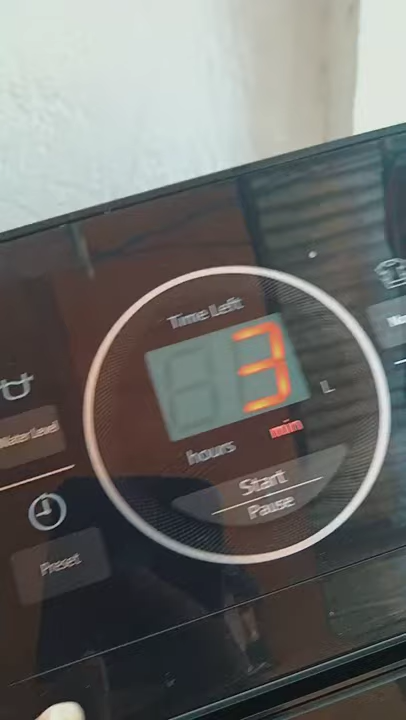 Time Left
3
L
hours min
Start
Pause
Water Level
Preset